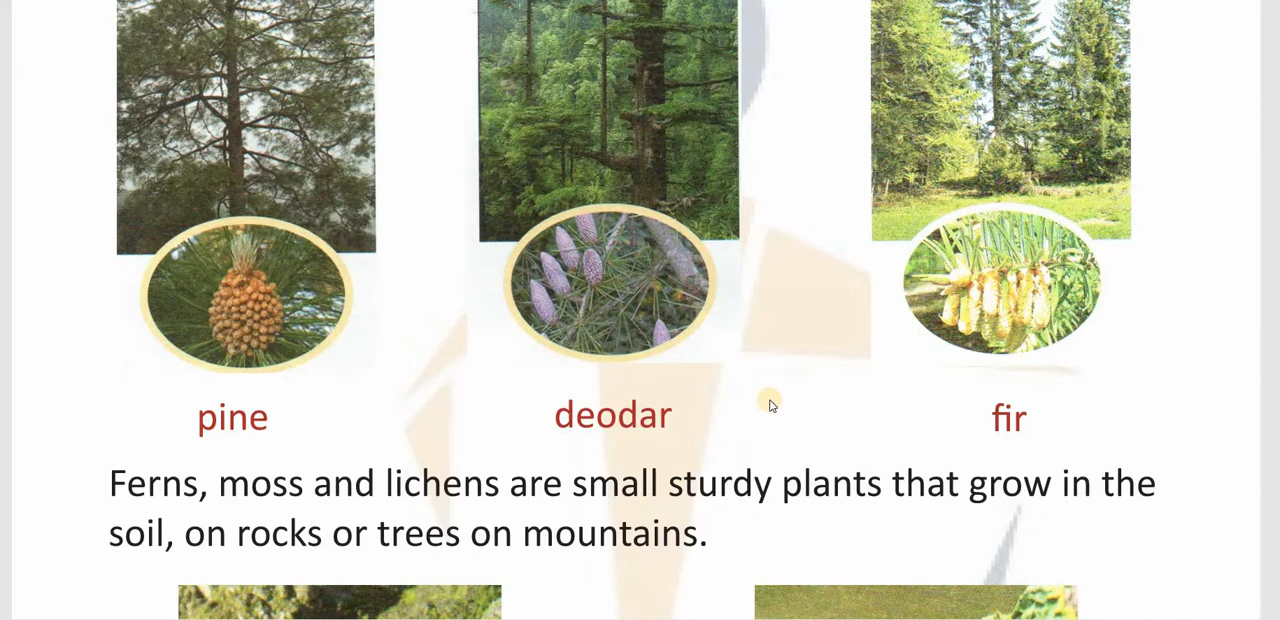 pine
deodar
fir
Ferns, moss and lichens are small sturdy plants that grow in the
soil, on rocks or trees on mountains.